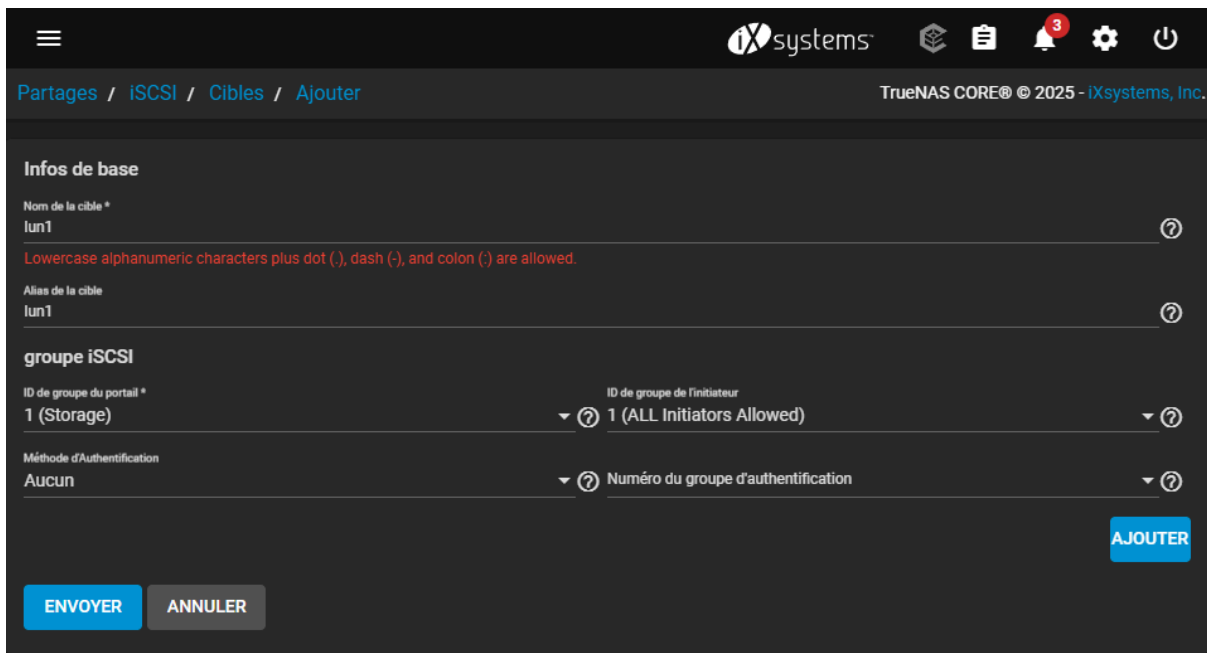 iXsystems™
3
Partages / iSCSI / Cibles / Ajouter
TrueNAS CORE® © 2025 - iXsystems, Inc.
Infos de base
Nom de la cible *
lun1
Lowercase alphanumeric characters plus dot (.), dash (-), and colon (:) are allowed.
Alias de la cible
lun1
groupe iSCSI
ID de groupe du portail *
1 (Storage)
ID de groupe de l'initiateur
1 (ALL Initiators Allowed)
Méthode d'Authentification
Aucun
Numéro du groupe d'authentification
AJOUTER
ENVOYER
ANNULER